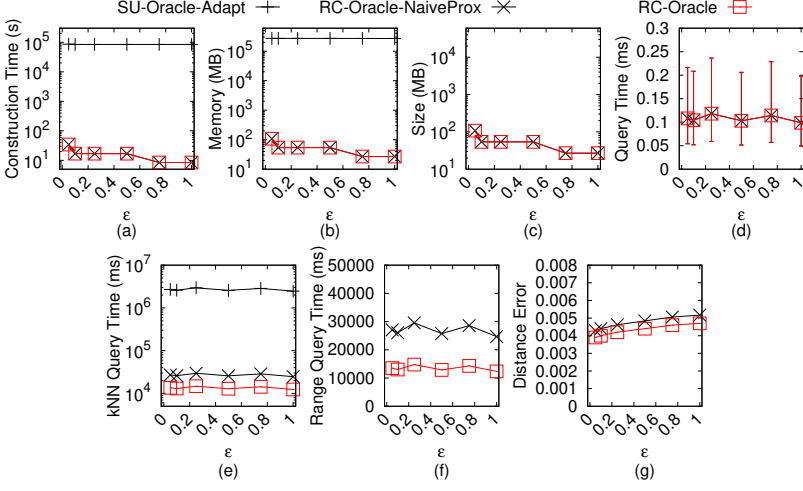 SU-Oracle-Adapt RC-Oracle-NaiveProx RC-Oracle
Construction Time (s)
10^5
10^4
10^3
10^2
10^1
0 0.2 0.4 0.6 0.8 1
ε
(a)
Memory (MB)
10^5
10^4
10^3
10^2
10^1
0 0.2 0.4 0.6 0.8 1
ε
(b)
Size (MB)
10^4
10^3
10^2
10^1
0 0.2 0.4 0.6 0.8 1
ε
(c)
Query Time (ms)
0.3
0.25
0.2
0.15
0.1
0.05
0
0 0.2 0.4 0.6 0.8 1
ε
(d)
kNN Query Time (ms)
10^7
10^6
10^5
10^4
0 0.2 0.4 0.6 0.8 1
ε
(e)
Range Query Time (ms)
50000
40000
30000
20000
10000
0
0 0.2 0.4 0.6 0.8 1
ε
(f)
Distance Error
0.008
0.007
0.006
0.005
0.004
0.003
0.002
0.001
0
0 0.2 0.4 0.6 0.8 1
ε
(g)